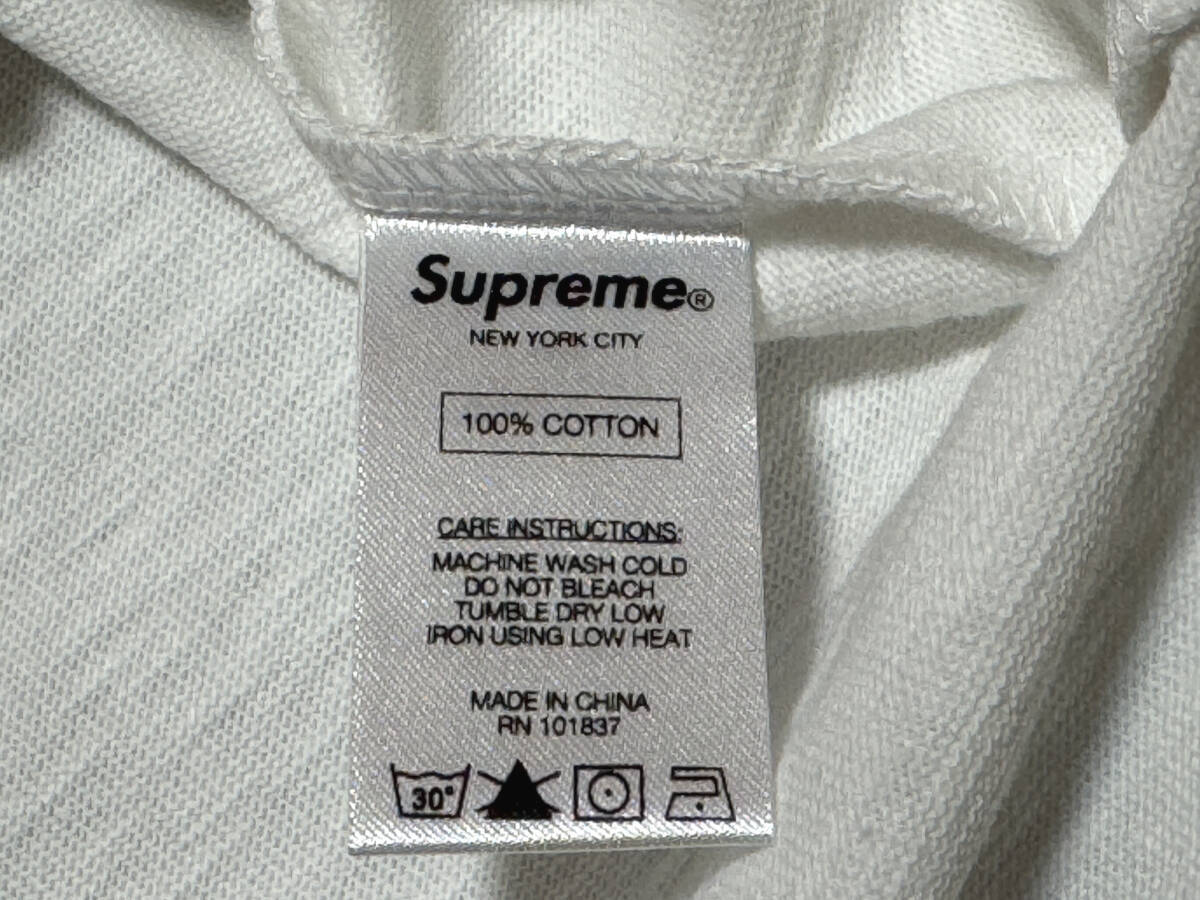 Supreme®
NEW YORK CITY
100% COTTON
CARE INSTRUCTIONS:
MACHINE WASH COLD
DO NOT BLEACH
TUMBLE DRY LOW
IRON USING LOW HEAT
MADE IN CHINA
RN 101837
30°